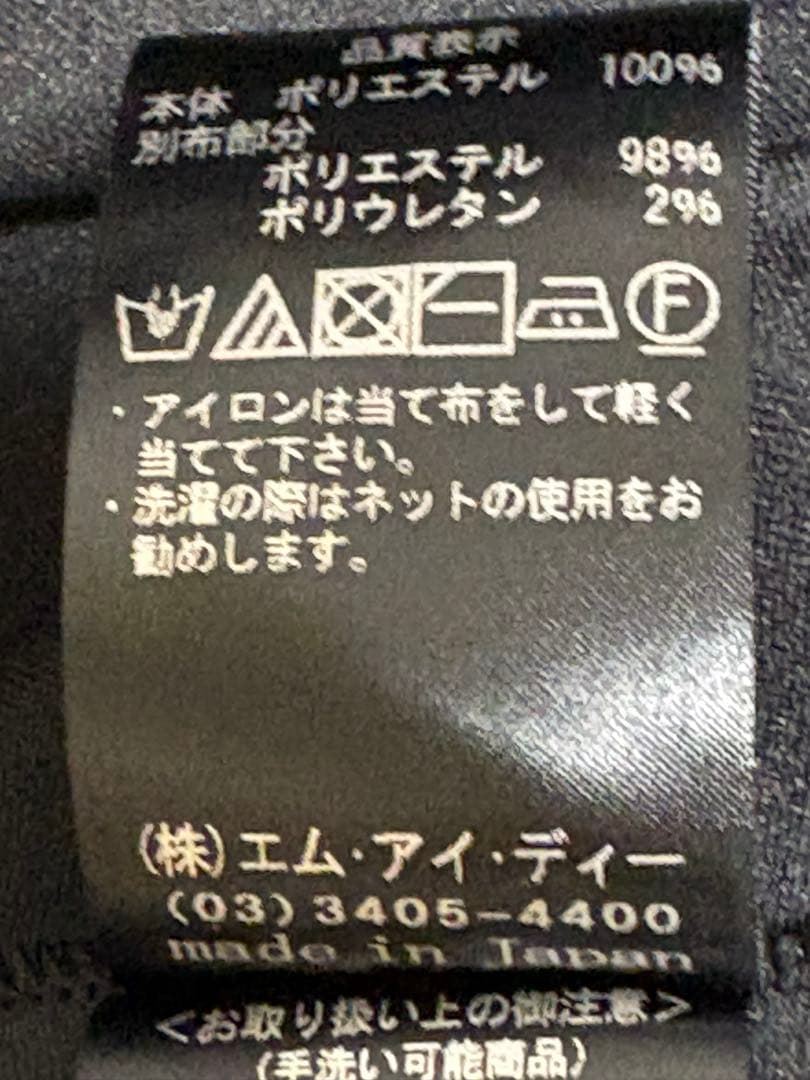 品質表示
本体 ポリエステル 100%
別布部分
ポリエステル 98%
ポリウレタン 2%
F
・アイロンは当て布をして軽く
当てて下さい。
・洗濯の際はネットの使用をお
勧めします。
(株)エム・アイ・ディー
(03)3405-4400
made in Japan
<お取り扱い上の御注意>
(手洗い可能商品)